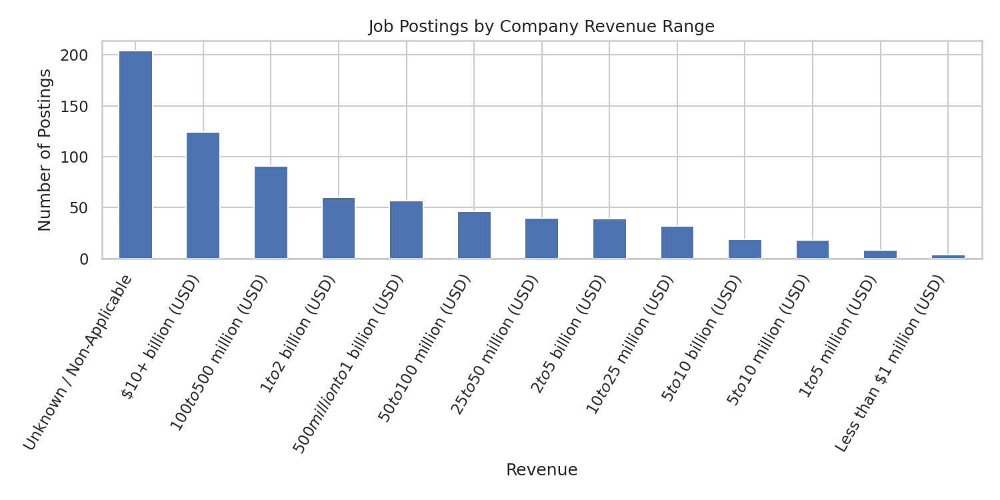 Job Postings by Company Revenue Range
Number of Postings
200
150
100
50
0
Unknown / Non-Applicable
$10+ billion (USD)
100to500 million (USD)
1to2 billion (USD)
500millionto1 billion (USD)
50to100 million (USD)
25to50 million (USD)
2to5 billion (USD)
10to25 million (USD)
5to10 billion (USD)
5to10 million (USD)
1to5 million (USD)
Less than $1 million (USD)
Revenue